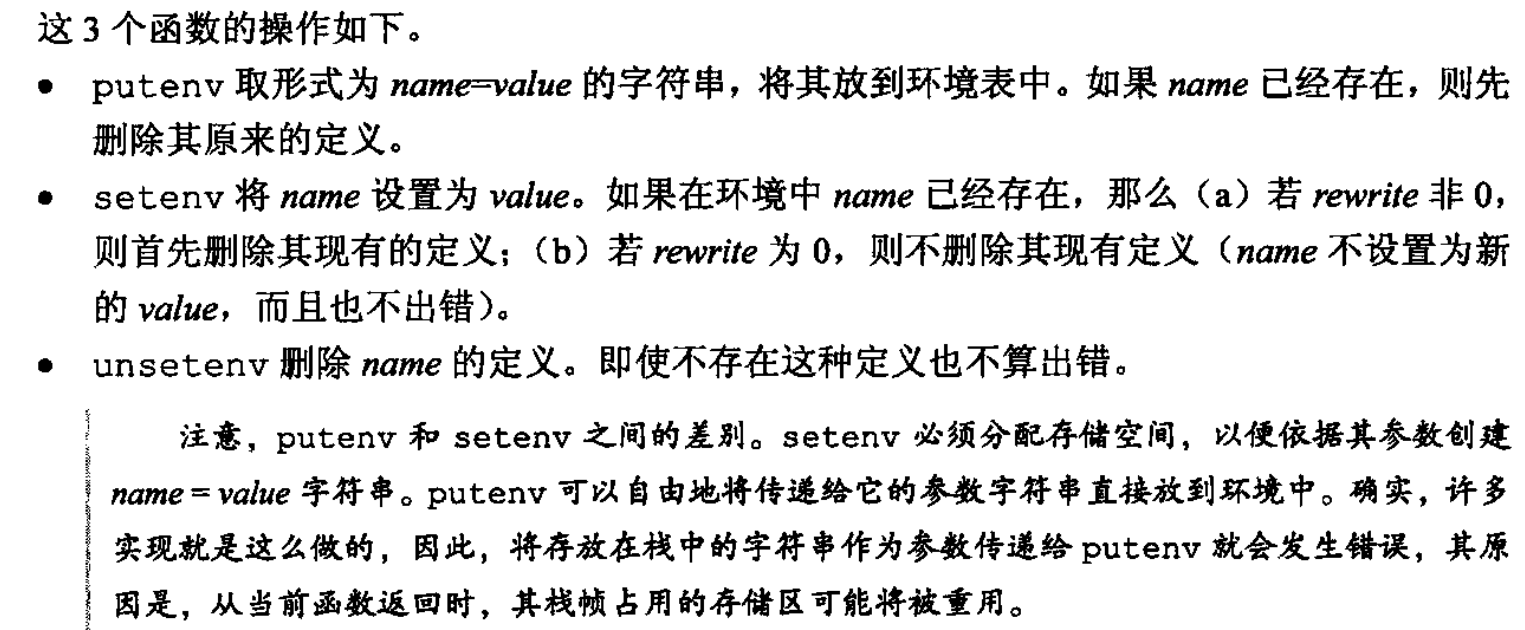 这 3 个函数的操作如下。
• putenv 取形式为 name=value 的字符串，将其放到环境表中。如果 name 已经存在，则先
删除其原来的定义。
• setenv 将 name 设置为 value。如果在环境中 name 已经存在，那么（a）若 rewrite 非 0，
则首先删除其现有的定义；（b）若 rewrite 为 0，则不删除其现有定义（name 不设置为新
的 value，而且也不出错）。
• unsetenv 删除 name 的定义。即使不存在这种定义也不算出错。
注意，putenv 和 setenv 之间的差别。setenv 必须分配存储空间，以便依据其参数创建
name = value 字符串。putenv 可以自由地将传递给它的参数字符串直接放到环境中。确实，许多
实现就是这么做的，因此，将存放在栈中的字符串作为参数传递给 putenv 就会发生错误，其原
因是，从当前函数返回时，其栈帧占用的存储区可能将被重用。